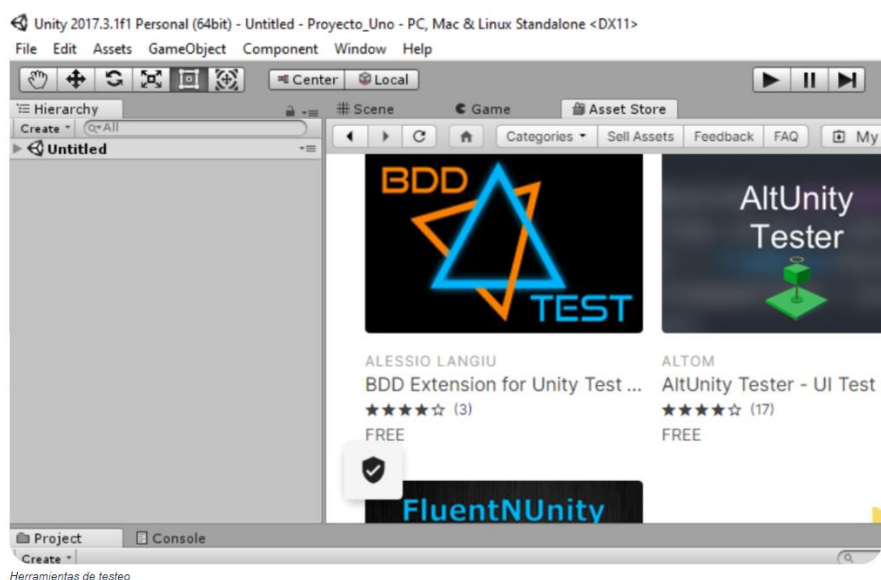 Unity 2017.3.1f1 Personal (64bit) - Untitled - Proyecto_Uno - PC, Mac & Linux Standalone <DX11>
File Edit Assets GameObject Component Window Help
Center Local
Hierarchy
Create All
Untitled
Scene Game Asset Store
Categories Sell Assets Feedback FAQ My
BDD
TEST
AltUnity
Tester
ALESSIO LANGIU
BDD Extension for Unity Test ...
(3)
FREE
ALTOM
AltUnity Tester - UI Test
(17)
FREE
FluentNUnity
Project Console
Create
Herramientas de testeo